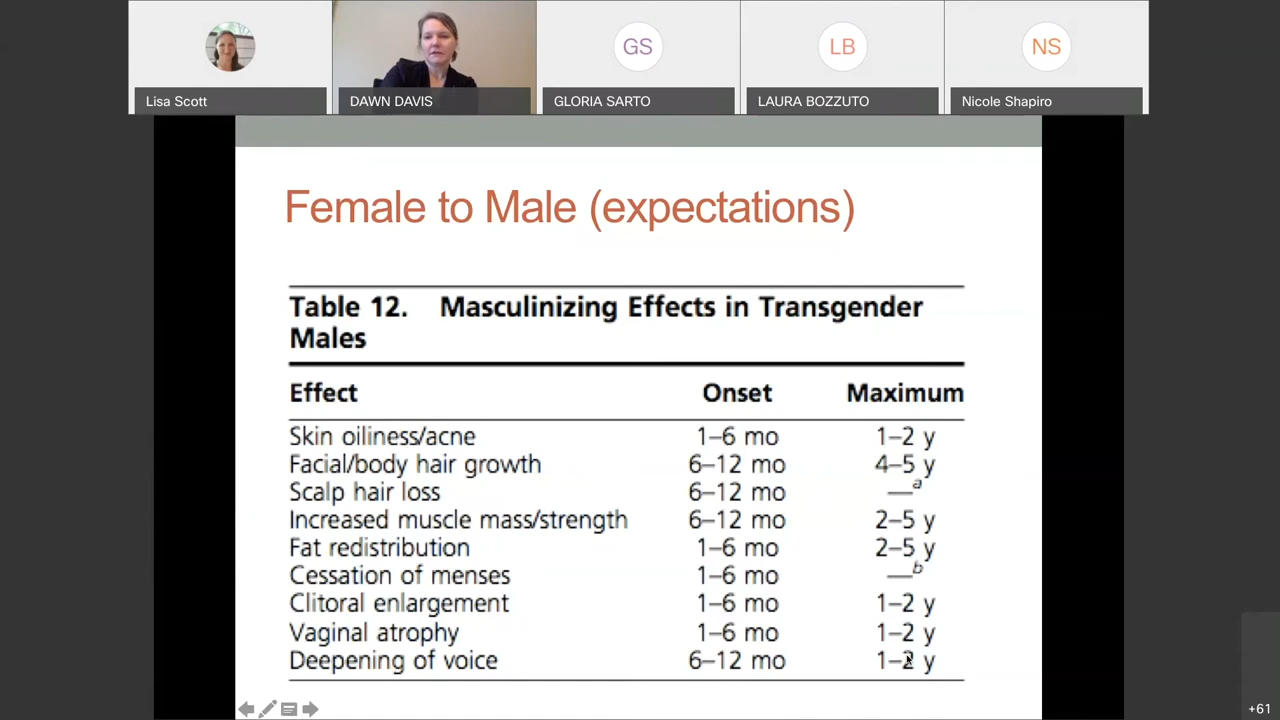 GS
LB
NS
Lisa Scott
DAWN DAVIS
GLORIA SARTO
LAURA BOZZUTO
Nicole Shapiro
Female to Male (expectations)
Table 12. Masculinizing Effects in Transgender
Males
Effect Onset Maximum
Skin oiliness/acne 1–6 mo 1–2 y
Facial/body hair growth 6–12 mo 4–5 y
Scalp hair loss 6–12 mo —a
Increased muscle mass/strength 6–12 mo 2–5 y
Fat redistribution 1–6 mo 2–5 y
Cessation of menses 1–6 mo —b
Clitoral enlargement 1–6 mo 1–2 y
Vaginal atrophy 1–6 mo 1–2 y
Deepening of voice 6–12 mo 1–2 y
+61